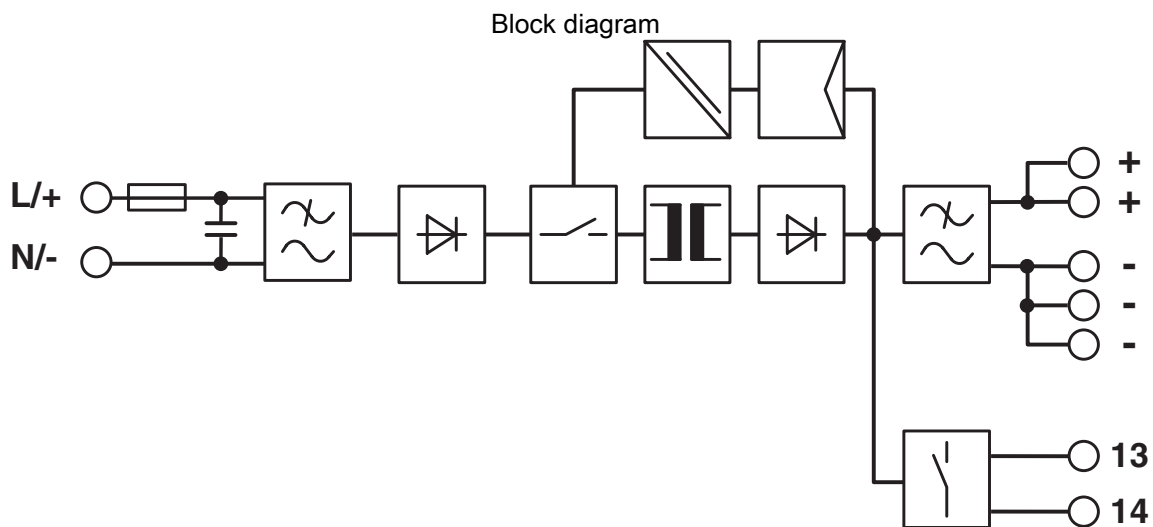 Block diagram
L/+
N/-
+
+
-
-
-
13
14